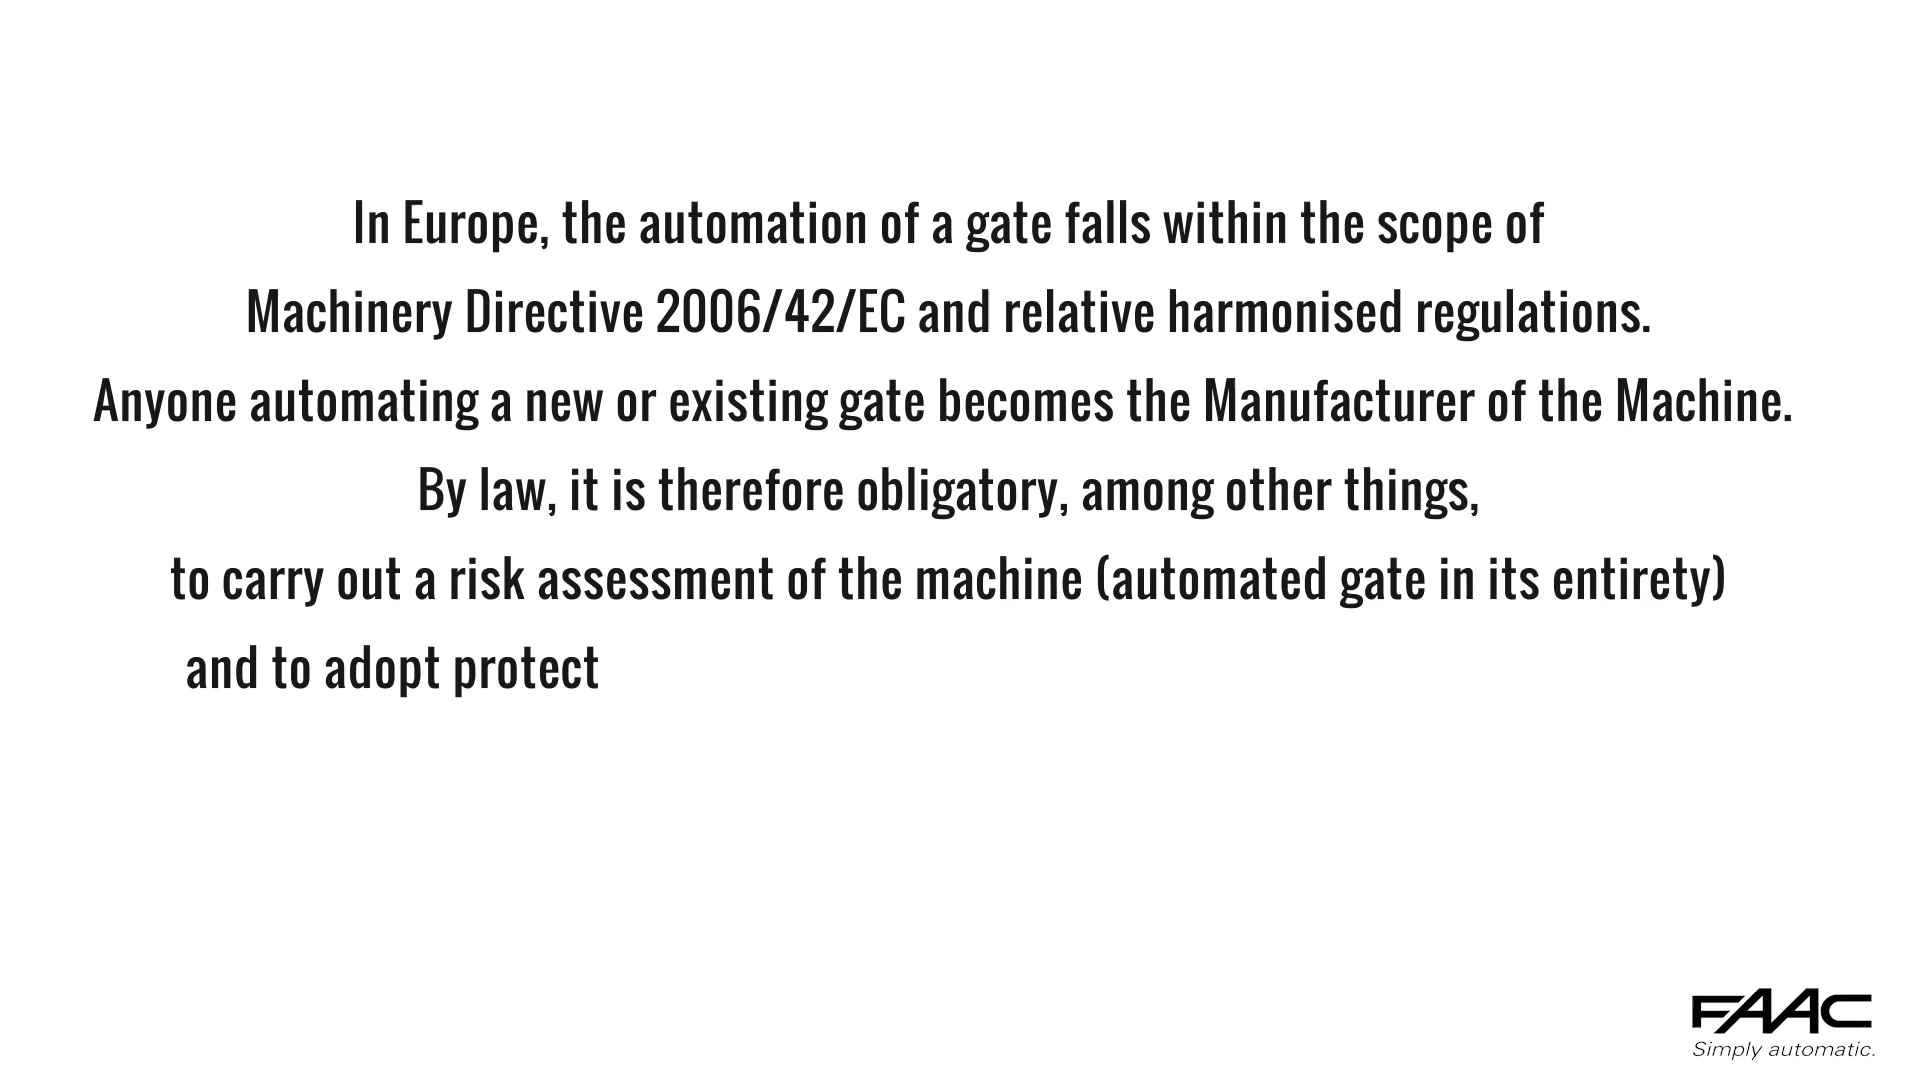 In Europe, the automation of a gate falls within the scope of
Machinery Directive 2006/42/EC and relative harmonised regulations.
Anyone automating a new or existing gate becomes the Manufacturer of the Machine.
By law, it is therefore obligatory, among other things,
to carry out a risk assessment of the machine (automated gate in its entirety)
and to adopt protect
FAAC
Simply automatic.